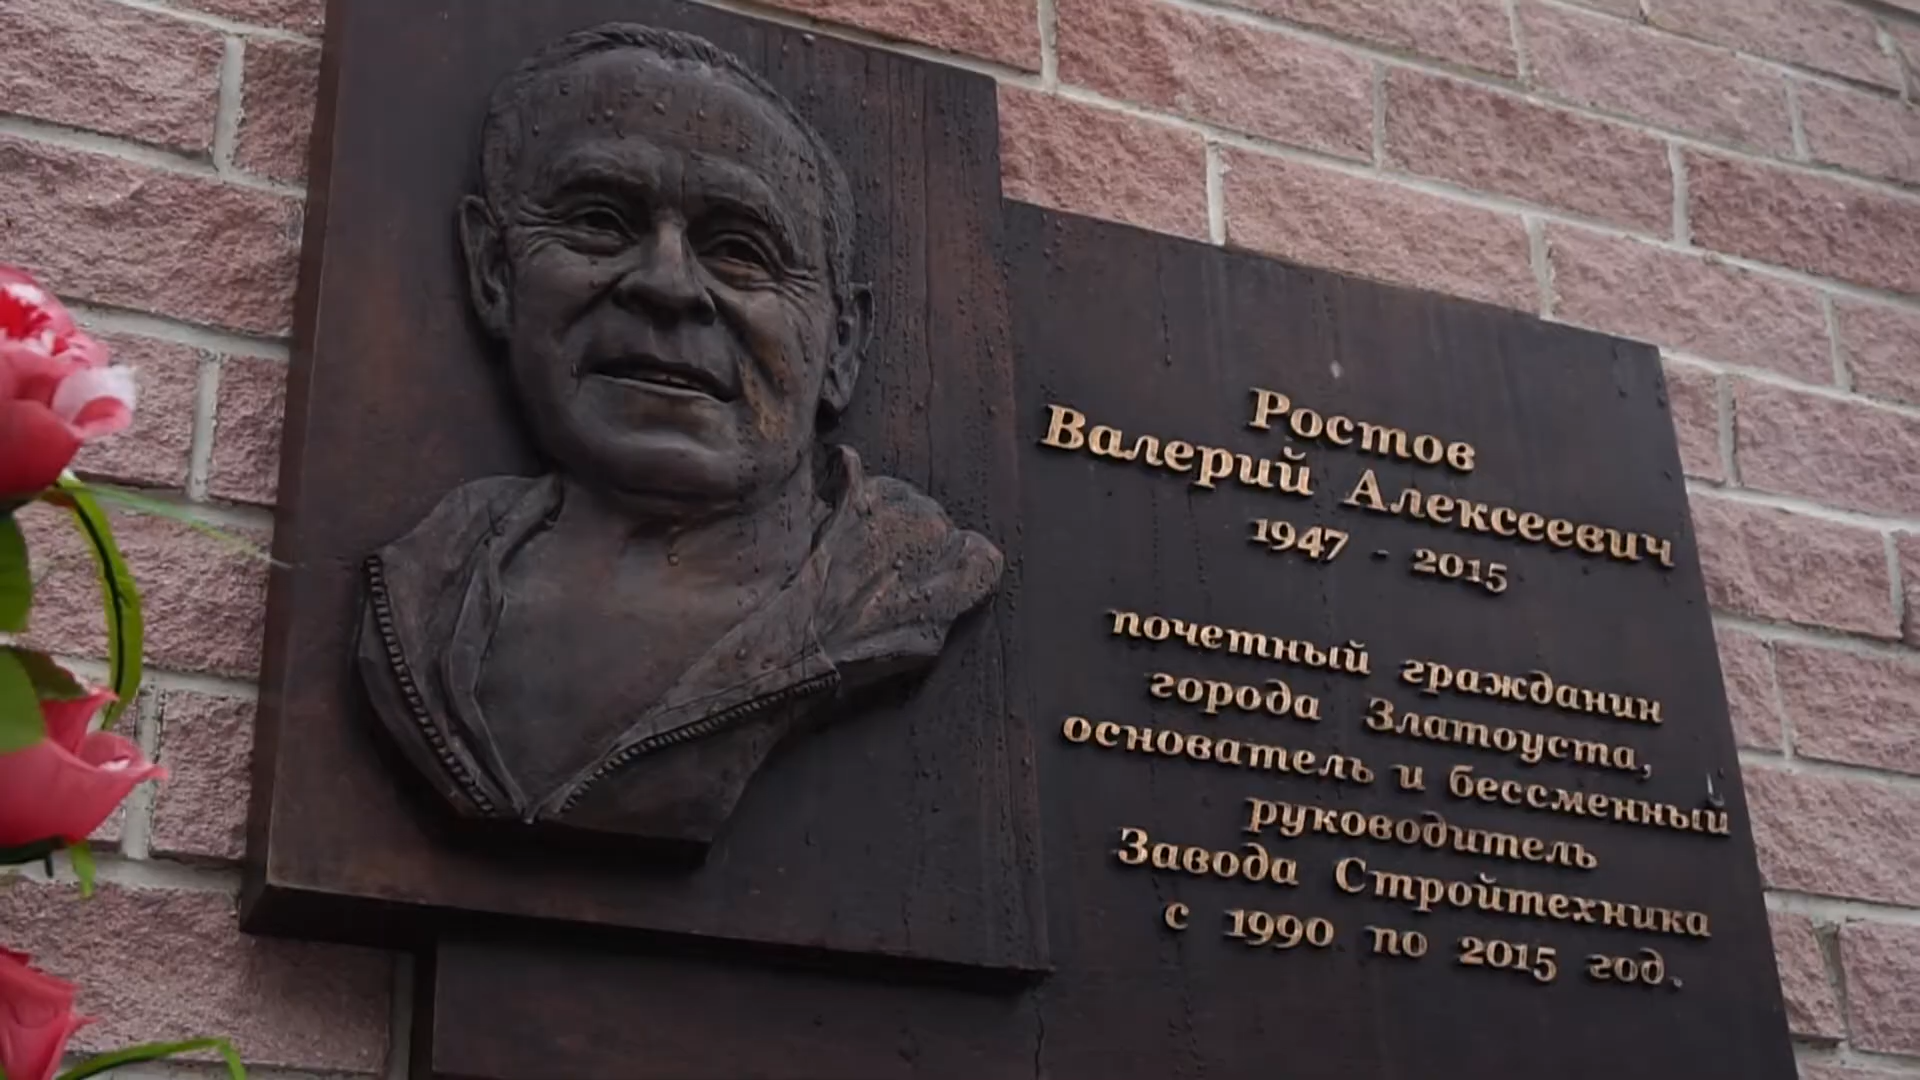 Ростов
Валерий Алексеевич
1947 - 2015
почетный гражданин
города Златоуста,
основатель и бессменный
руководитель
Завода Стройтехника
с 1990 по 2015 год.